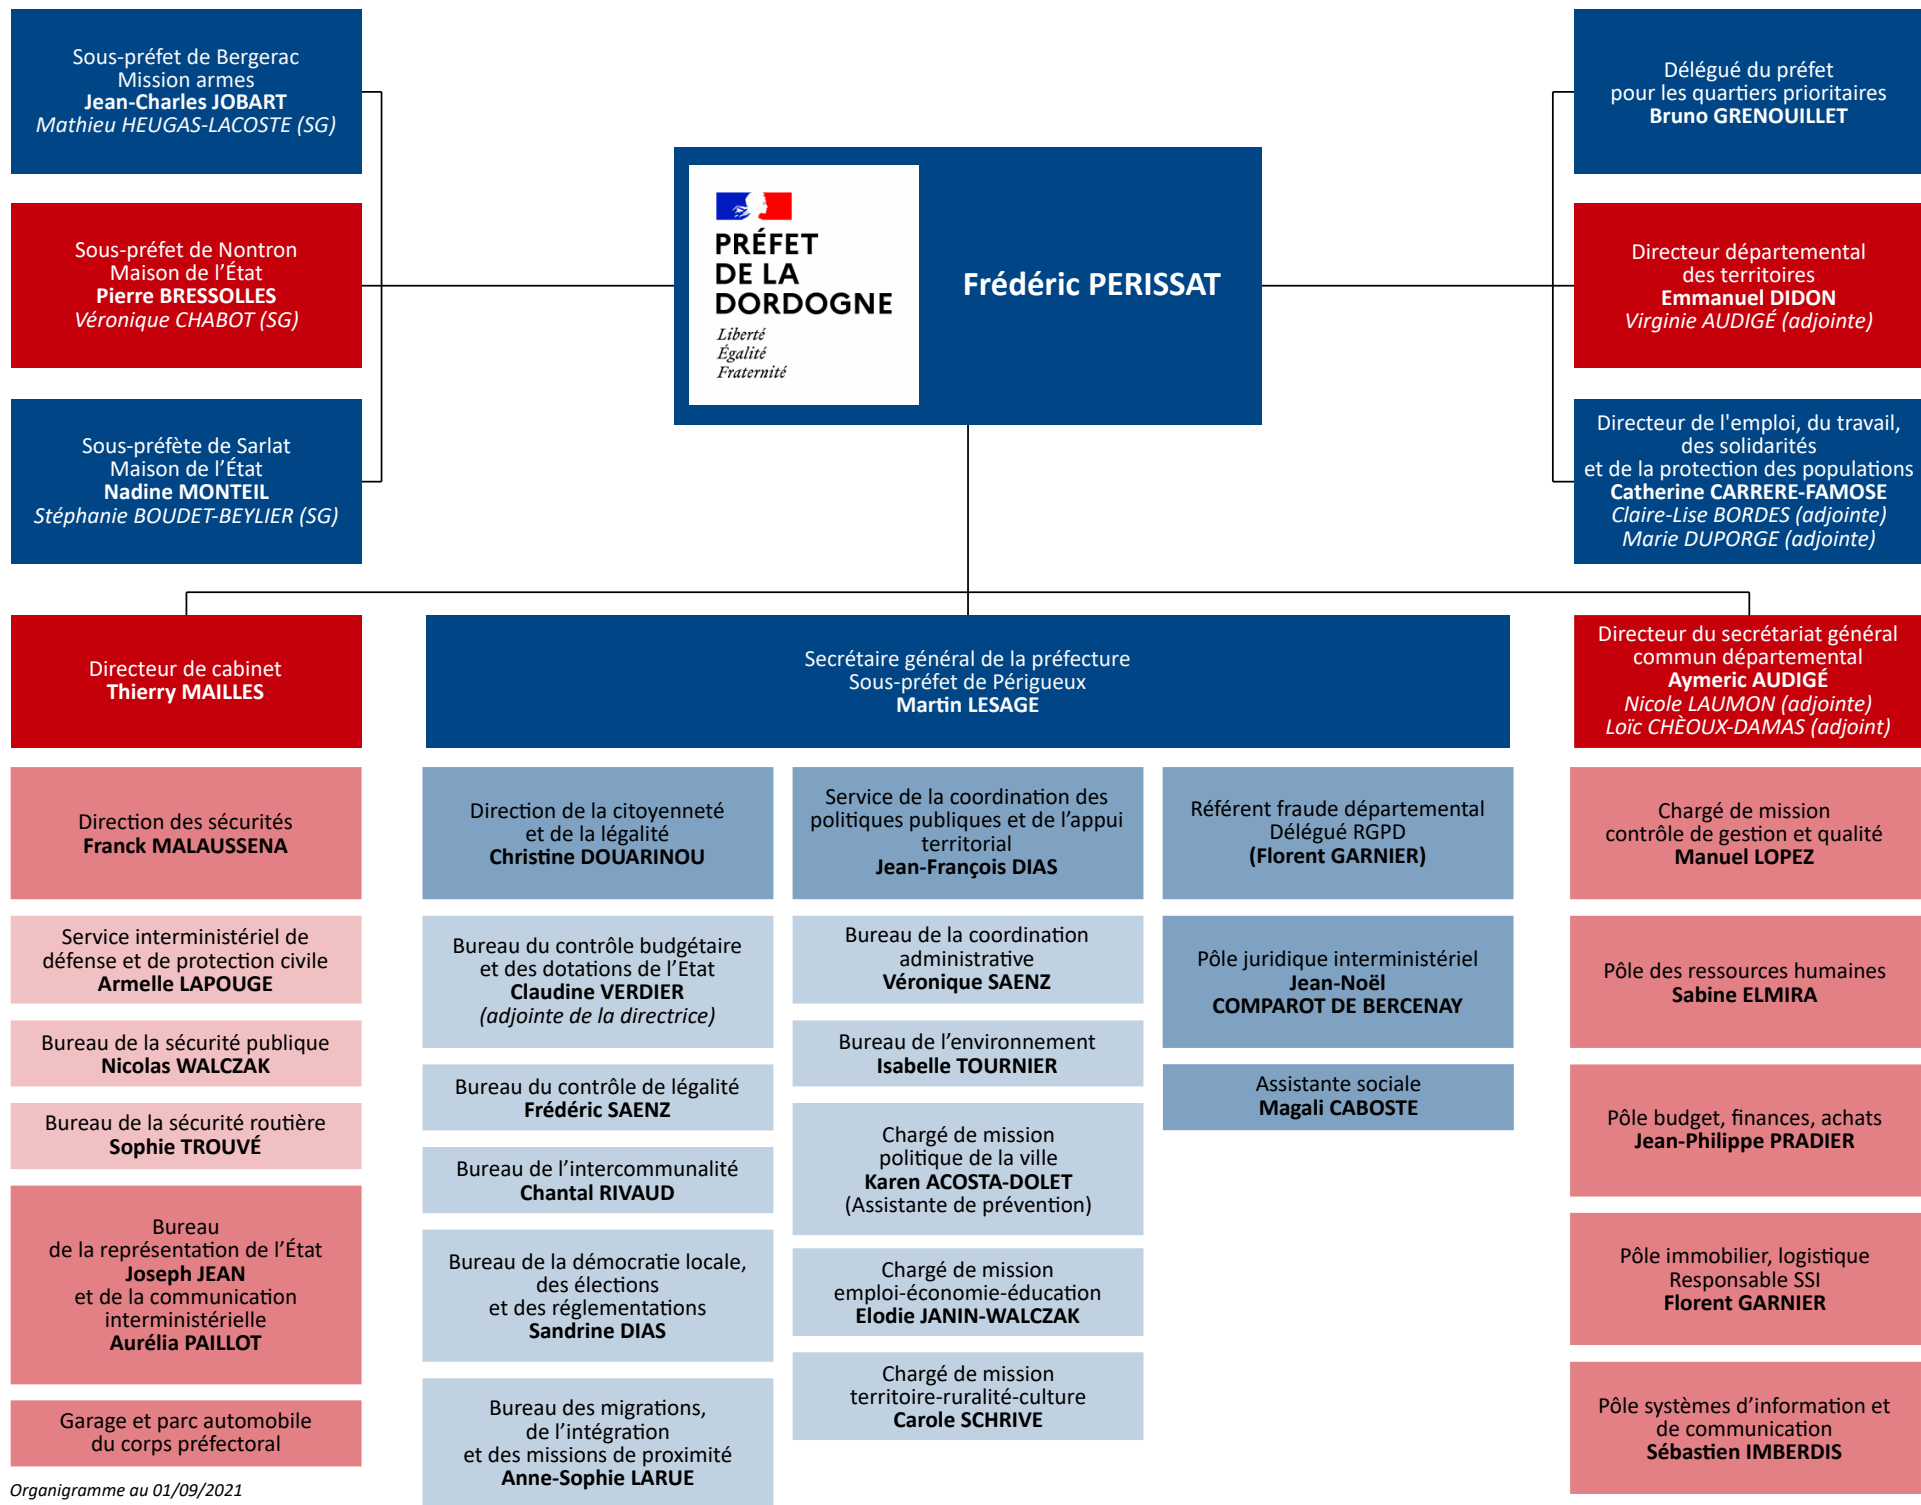 Sous-préfet de Bergerac
Mission armes
Jean-Charles JOBART
Mathieu HEUGAS-LACOSTE (SG)
Sous-préfet de Nontron
Maison de l’État
Pierre BRESSOLLES
Véronique CHABOT (SG)
Sous-préfète de Sarlat
Maison de l’État
Nadine MONTEIL
Stéphanie BOUDET-BEYLIER (SG)
PRÉFET
DE LA
DORDOGNE
Liberté
Égalité
Fraternité
Frédéric PERISSAT
Délégué du préfet
pour les quartiers prioritaires
Bruno GRENOUILLET
Directeur départemental
des territoires
Emmanuel DIDON
Virginie AUDIGÉ (adjointe)
Directeur de l'emploi, du travail,
des solidarités
et de la protection des populations
Catherine CARRERE-FAMOSE
Claire-Lise BORDES (adjointe)
Marie DUPORGE (adjointe)
Directeur de cabinet
Thierry MAILLES
Direction des sécurités
Franck MALAUSSENA
Service interministériel de
défense et de protection civile
Armelle LAPOUGE
Bureau de la sécurité publique
Nicolas WALCZAK
Bureau de la sécurité routière
Sophie TROUVÉ
Bureau
de la représentation de l’État
Joseph JEAN
et de la communication
interministérielle
Aurélia PAILLOT
Garage et parc automobile
du corps préfectoral
Secrétaire général de la préfecture
Sous-préfet de Périgueux
Martin LESAGE
Direction de la citoyenneté
et de la légalité
Christine DOUARINOU
Bureau du contrôle budgétaire
et des dotations de l’Etat
Claudine VERDIER
(adjointe de la directrice)
Bureau du contrôle de légalité
Frédéric SAENZ
Bureau de l’intercommunalité
Chantal RIVAUD
Bureau de la démocratie locale,
des élections
et des réglementations
Sandrine DIAS
Bureau des migrations,
de l’intégration
et des missions de proximité
Anne-Sophie LARUE
Service de la coordination des
politiques publiques et de l’appui
territorial
Jean-François DIAS
Bureau de la coordination
administrative
Véronique SAENZ
Bureau de l’environnement
Isabelle TOURNIER
Chargé de mission
politique de la ville
Karen ACOSTA-DOLET
(Assistante de prévention)
Chargé de mission
emploi-économie-éducation
Elodie JANIN-WALCZAK
Chargé de mission
territoire-ruralité-culture
Carole SCHRIVE
Référent fraude départemental
Délégué RGPD
(Florent GARNIER)
Pôle juridique interministériel
Jean-Noël
COMPAROT DE BERCENAY
Assistante sociale
Magali CABOSTE
Directeur du secrétariat général
commun départemental
Aymeric AUDIGÉ
Nicole LAUMON (adjointe)
Loïc CHÈOUX-DAMAS (adjoint)
Chargé de mission
contrôle de gestion et qualité
Manuel LOPEZ
Pôle des ressources humaines
Sabine ELMIRA
Pôle budget, finances, achats
Jean-Philippe PRADIER
Pôle immobilier, logistique
Responsable SSI
Florent GARNIER
Pôle systèmes d’information et
de communication
Sébastien IMBERDIS
Organigramme au 01/09/2021